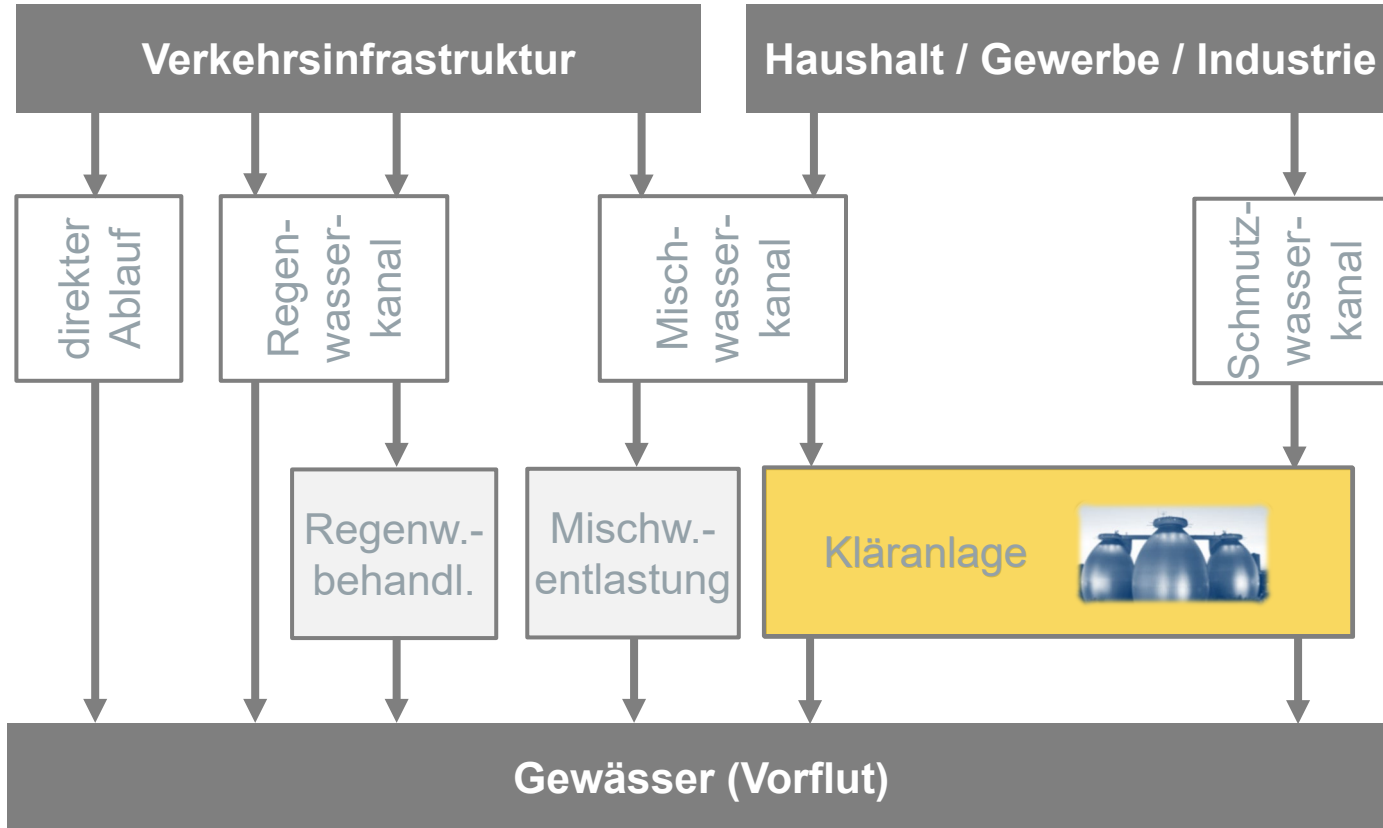 Verkehrsinfrastruktur
Haushalt / Gewerbe / Industrie
direkter
Ablauf
Regen-
wasser-
kanal
Misch-
wasser-
kanal
Schmutz-
wasser-
kanal
Regenw.-
behandl.
Mischw.-
entlastung
Kläranlage
Gewässer (Vorflut)